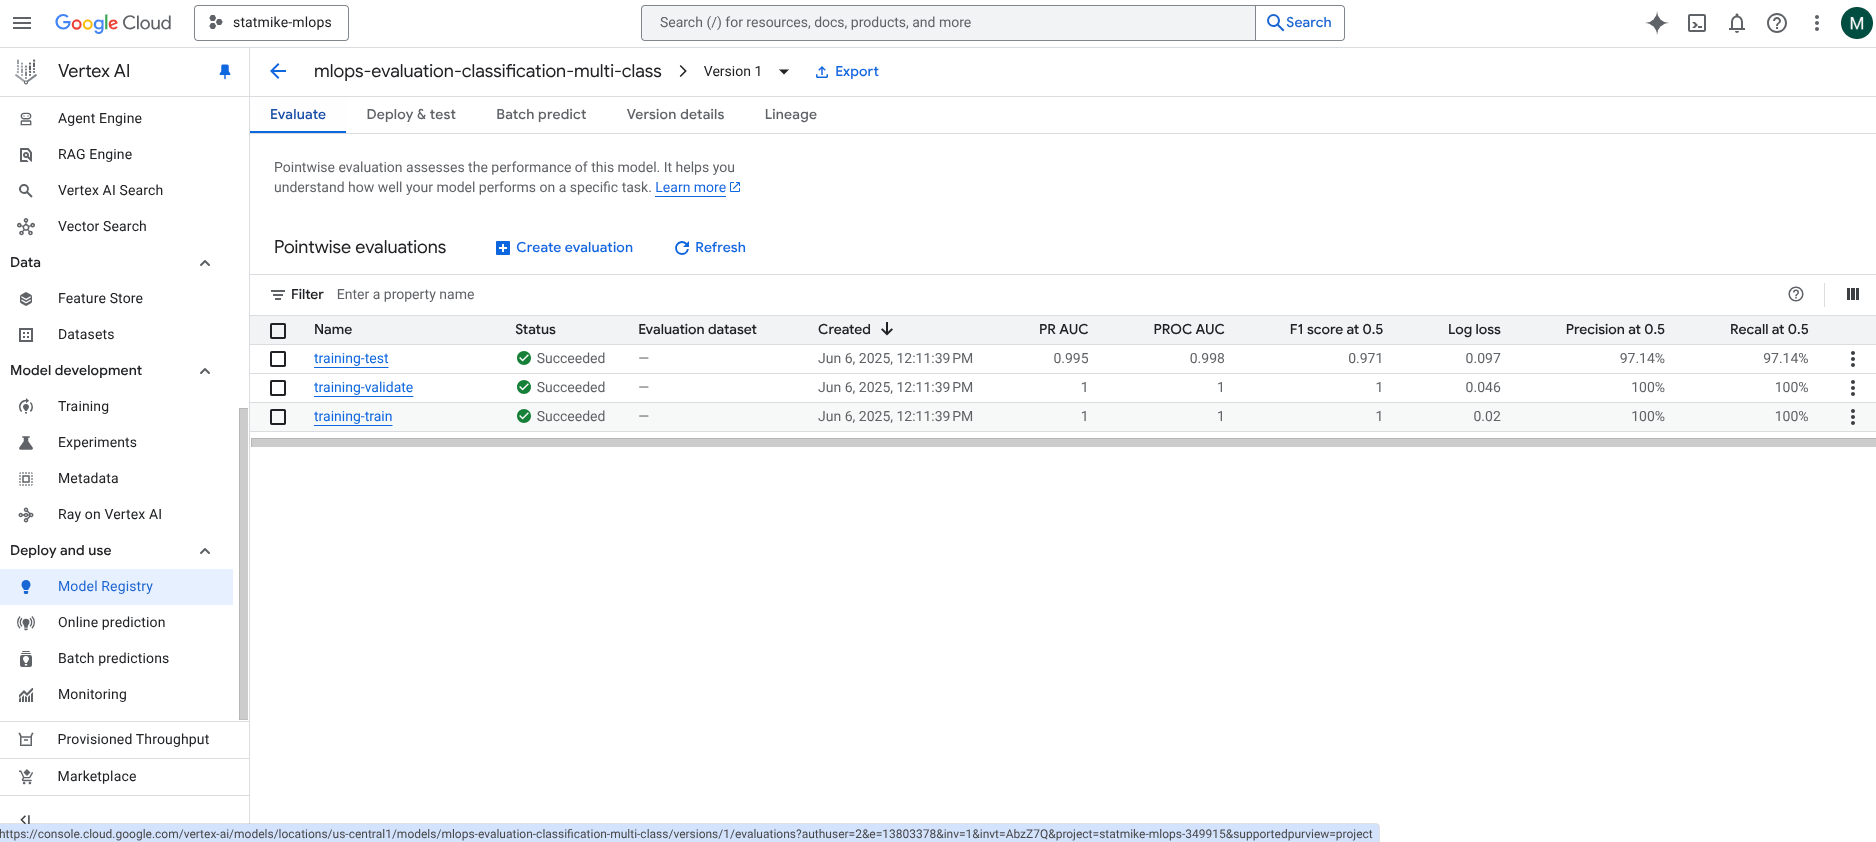 Google Cloud
statmike-mlops
Search (/) for resources, docs, products, and more
Search
M
Vertex AI
mlops-evaluation-classification-multi-class
Version 1
Export
Agent Engine
RAG Engine
Vertex AI Search
Vector Search
Data
Feature Store
Datasets
Model development
Training
Experiments
Metadata
Ray on Vertex AI
Deploy and use
Model Registry
Online prediction
Batch predictions
Monitoring
Provisioned Throughput
Marketplace
Evaluate Deploy & test Batch predict Version details Lineage
Pointwise evaluation assesses the performance of this model. It helps you
understand how well your model performs on a specific task. Learn more
Pointwise evaluations Create evaluation Refresh
Filter Enter a property name
Name Status Evaluation dataset Created PR AUC PROC AUC F1 score at 0.5 Log loss Precision at 0.5 Recall at 0.5
training-test Succeeded — Jun 6, 2025, 12:11:39 PM 0.995 0.998 0.971 0.097 97.14% 97.14%
training-validate Succeeded — Jun 6, 2025, 12:11:39 PM 1 1 1 0.046 100% 100%
training-train Succeeded — Jun 6, 2025, 12:11:39 PM 1 1 1 0.02 100% 100%
https://console.cloud.google.com/vertex-ai/models/locations/us-central1/models/mlops-evaluation-classification-multi-class/versions/1/evaluations?authuser=2&e=13803378&inv=1&invt=AbzZ7Q&project=statmike-mlops-349915&supportedpurview=project